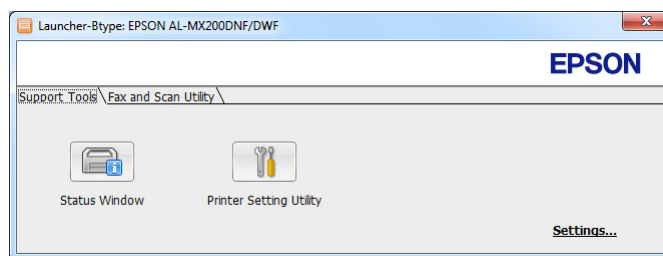 Launcher-Btype: EPSON AL-MX200DNF/DWF
EPSON
Support Tools Fax and Scan Utility
Status Window Printer Setting Utility
Settings...